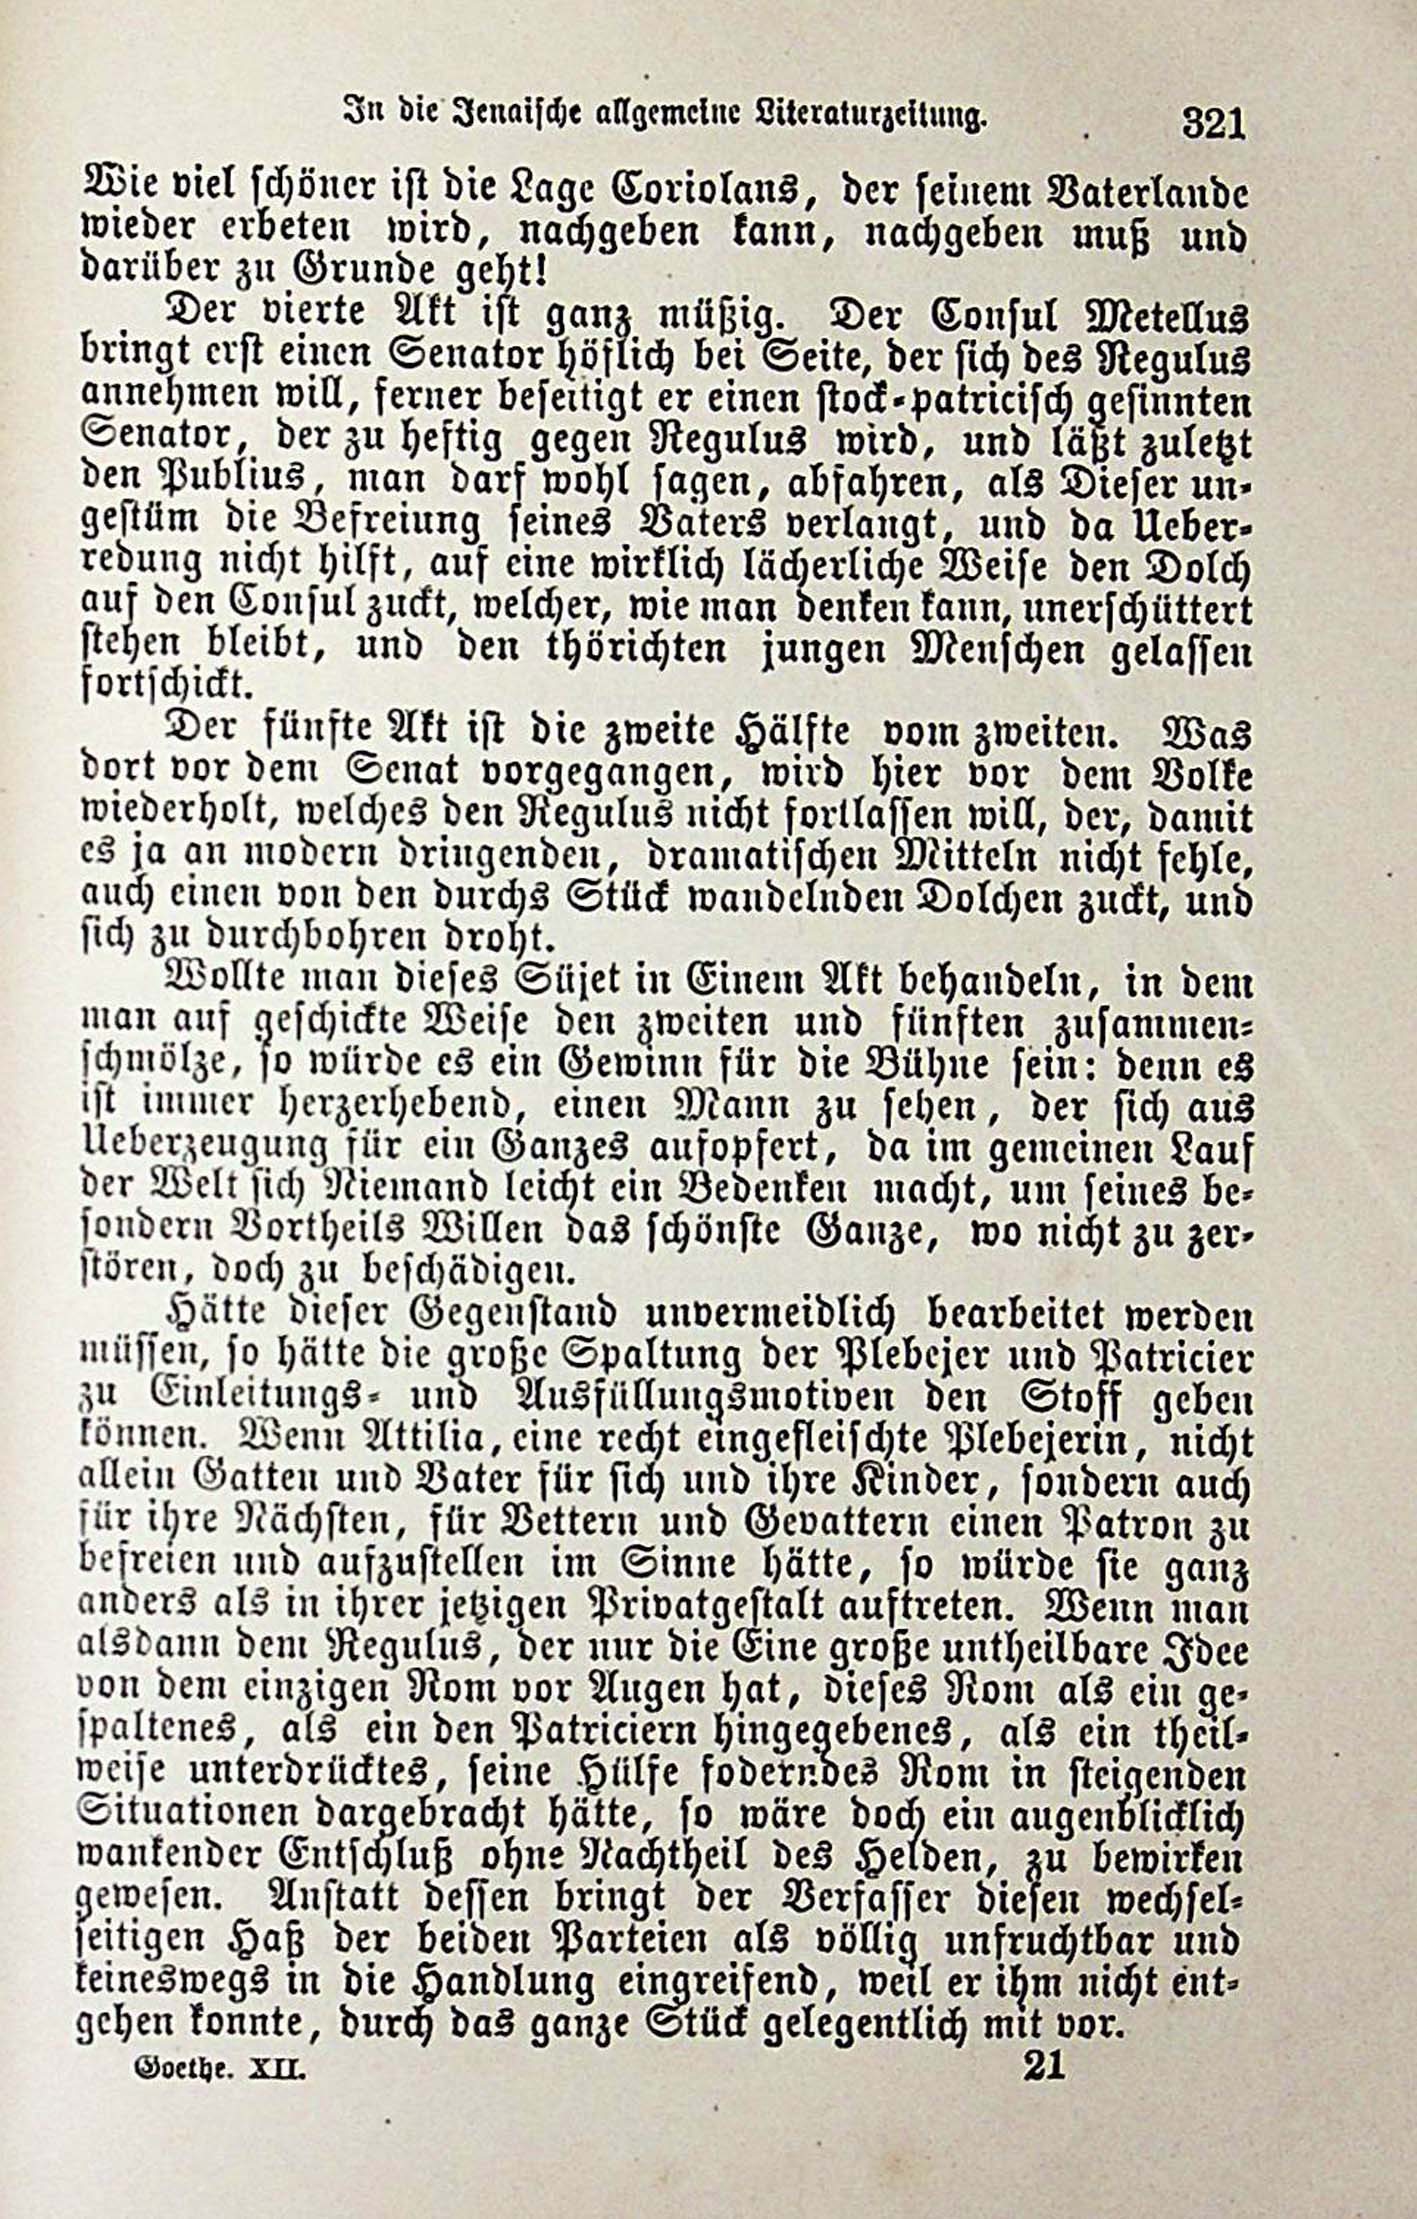 In die Jenaische allgemeine Literaturzeitung. 321
Wie viel schöner ist die Lage Coriolans, der seinem Vaterlande
wieder erbeten wird, nachgeben kann, nachgeben muß und
darüber zu Grunde geht!
Der vierte Akt ist ganz müßig. Der Consul Metellus
bringt erst einen Senator höflich bei Seite, der sich des Regulus
annehmen will, ferner beseitigt er einen stock-patricisch gesinnten
Senator, der zu heftig gegen Regulus wird, und läßt zuletzt
den Publius, man darf wohl sagen, abfahren, als Dieser un-
gestüm die Befreiung seines Vaters verlangt, und da Ueber-
redung nicht hilft, auf eine wirklich lächerliche Weise den Dolch
auf den Consul zuckt, welcher, wie man denken kann, unerschüttert
stehen bleibt, und den thörichten jungen Menschen gelassen
fortschickt.
Der fünfte Akt ist die zweite Hälfte vom zweiten. Was
dort vor dem Senat vorgegangen, wird hier vor dem Volke
wiederholt, welches den Regulus nicht fortlassen will, der, damit
es ja an modern dringenden, dramatischen Mitteln nicht fehle,
auch einen von den durchs Stück wandelnden Dolchen zuckt, und
sich zu durchbohren droht.
Wollte man dieses Süjet in Einem Akt behandeln, in dem
man auf geschickte Weise den zweiten und fünften zusammen-
schmölze, so würde es ein Gewinn für die Bühne sein: denn es
ist immer herzerhebend, einen Mann zu sehen, der sich aus
Ueberzeugung für ein Ganzes aufopfert, da im gemeinen Lauf
der Welt sich Niemand leicht ein Bedenken macht, um seines be-
sondern Vortheils Willen das schönste Ganze, wo nicht zu zer-
stören, doch zu beschädigen.
Hätte dieser Gegenstand unvermeidlich bearbeitet werden
müssen, so hätte die große Spaltung der Plebejer und Patricier
zu Einleitungs- und Ausfüllungsmotiven den Stoff geben
können. Wenn Attilia, eine recht eingefleischte Plebejerin, nicht
allein Gatten und Vater für sich und ihre Kinder, sondern auch
für ihre Nächsten, für Vettern und Gevattern einen Patron zu
befreien und aufzustellen im Sinne hätte, so würde sie ganz
anders als in ihrer jetzigen Privatgestalt auftreten. Wenn man
alsdann dem Regulus, der nur die Eine große untheilbare Idee
von dem einzigen Rom vor Augen hat, dieses Rom als ein ge-
spaltenes, als ein den Patriciern hingegebenes, als ein theil-
weise unterdrücktes, seine Hülfe foderndes Rom in steigenden
Situationen dargebracht hätte, so wäre doch ein augenblicklich
wankender Entschluß ohne Nachtheil des Helden, zu bewirken
gewesen. Anstatt dessen bringt der Verfasser diesen wechsel-
seitigen Haß der beiden Parteien als völlig unfruchtbar und
keineswegs in die Handlung eingreifend, weil er ihm nicht ent-
gehen konnte, durch das ganze Stück gelegentlich mit vor.
Goethe. XII. 21